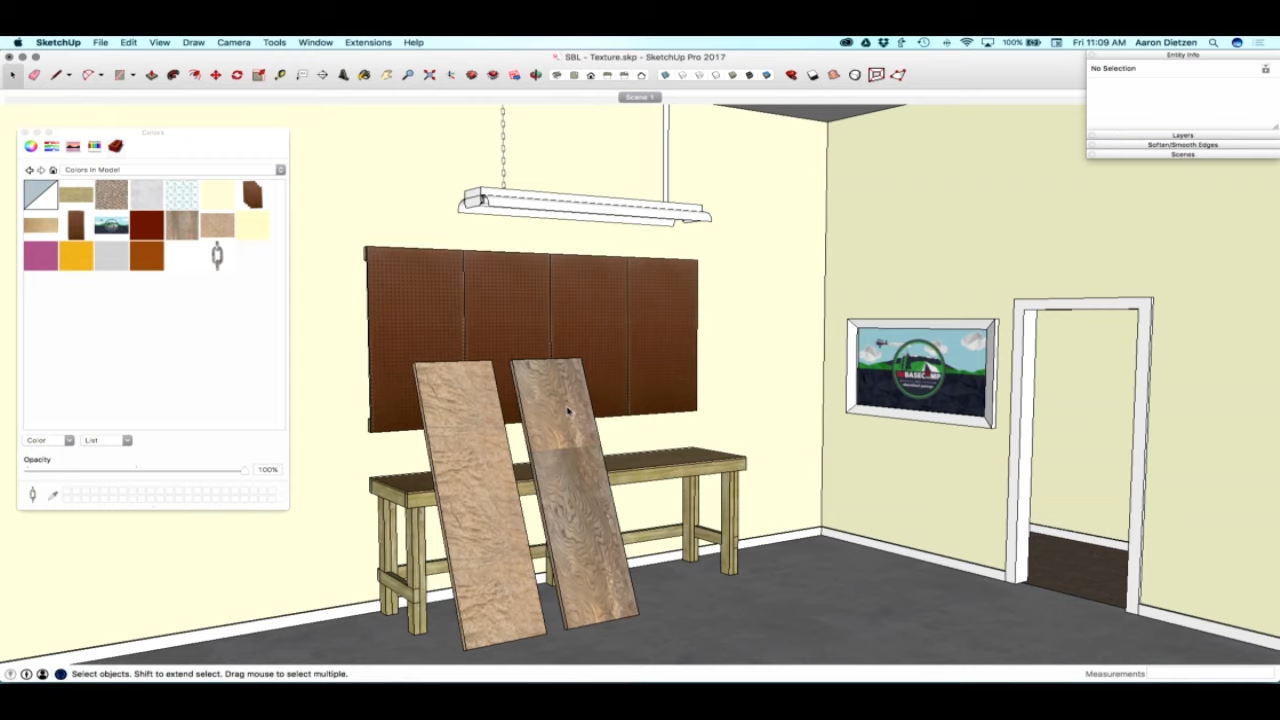 SketchUp File Edit View Draw Camera Tools Window Extensions Help 100% Fri 11:09 AM Aaron Dietzen
SBL - Texture.skp - SketchUp Pro 2017
Entity Info
No Selection
Scene 1
Layers
Soften/Smooth Edges
Scenes
Colors
Colors In Model
BASECAMP
Color List
Opacity
100%
Select objects. Shift to extend select. Drag mouse to select multiple.
Measurements